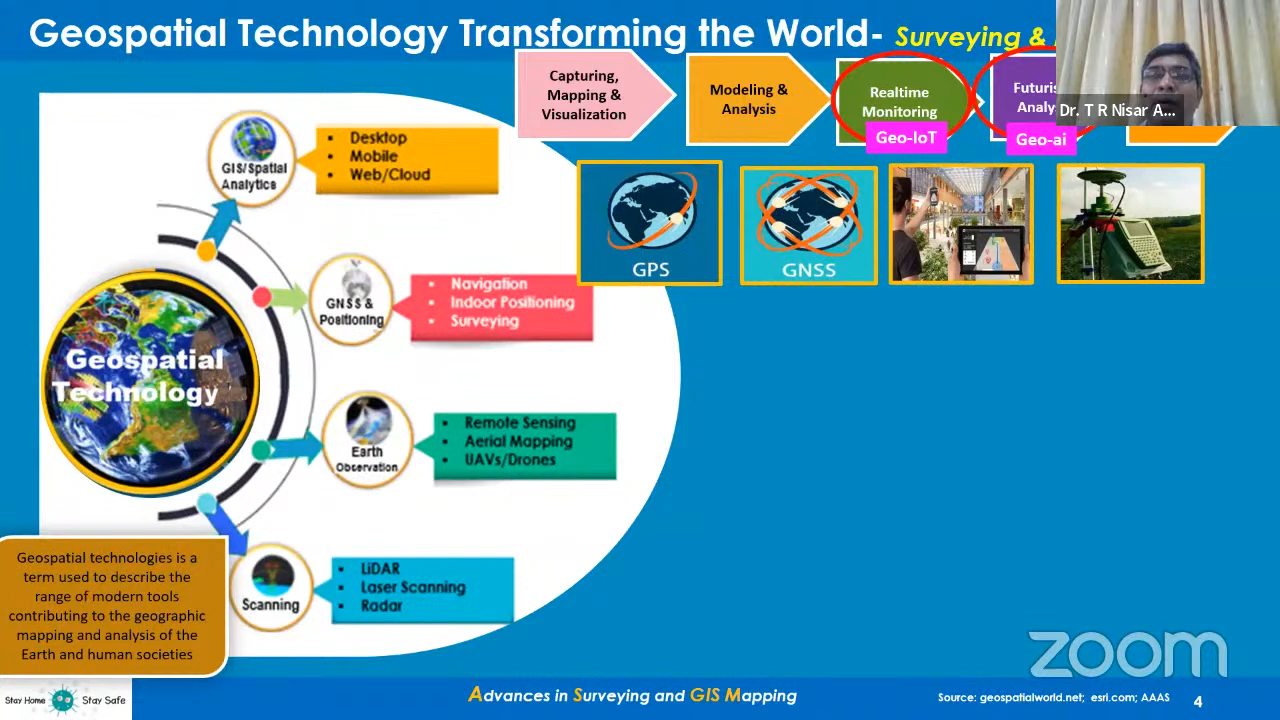 Geospatial Technology Transforming the World- Surveying &
Capturing,
Mapping &
Visualization
Modeling &
Analysis
Realtime
Monitoring
Geo-IoT
Geo-ai
Dr. T R Nisar A...
GIS/Spatial
Analytics
▪ Desktop
▪ Mobile
▪ Web/Cloud
GPS
GNSS
GNSS &
Positioning
▪ Navigation
▪ Indoor Positioning
▪ Surveying
Geospatial
Technology
Earth
Observation
▪ Remote Sensing
▪ Aerial Mapping
▪ UAVs/Drones
Scanning
▪ LiDAR
▪ Laser Scanning
▪ Radar
Geospatial technologies is a
term used to describe the
range of modern tools
contributing to the geographic
mapping and analysis of the
Earth and human societies
zoom
Stay Home Stay Safe
Advances in Surveying and GIS Mapping
Source: geospatialworld.net; esri.com; AAAS
4